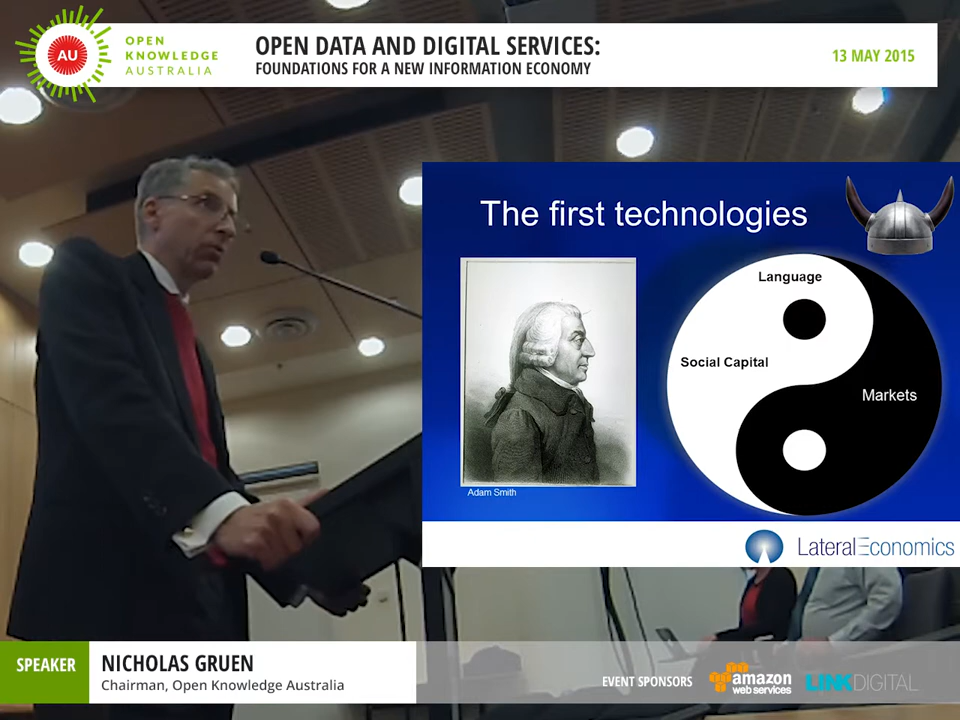 AU
OPEN
KNOWLEDGE
AUSTRALIA
OPEN DATA AND DIGITAL SERVICES:
FOUNDATIONS FOR A NEW INFORMATION ECONOMY
13 MAY 2015
The first technologies
Language
Social Capital
Markets
Adam Smith
LateralEconomics
SPEAKER
NICHOLAS GRUEN
Chairman, Open Knowledge Australia
EVENT SPONSORS
amazon
web services
LINKDIGITAL